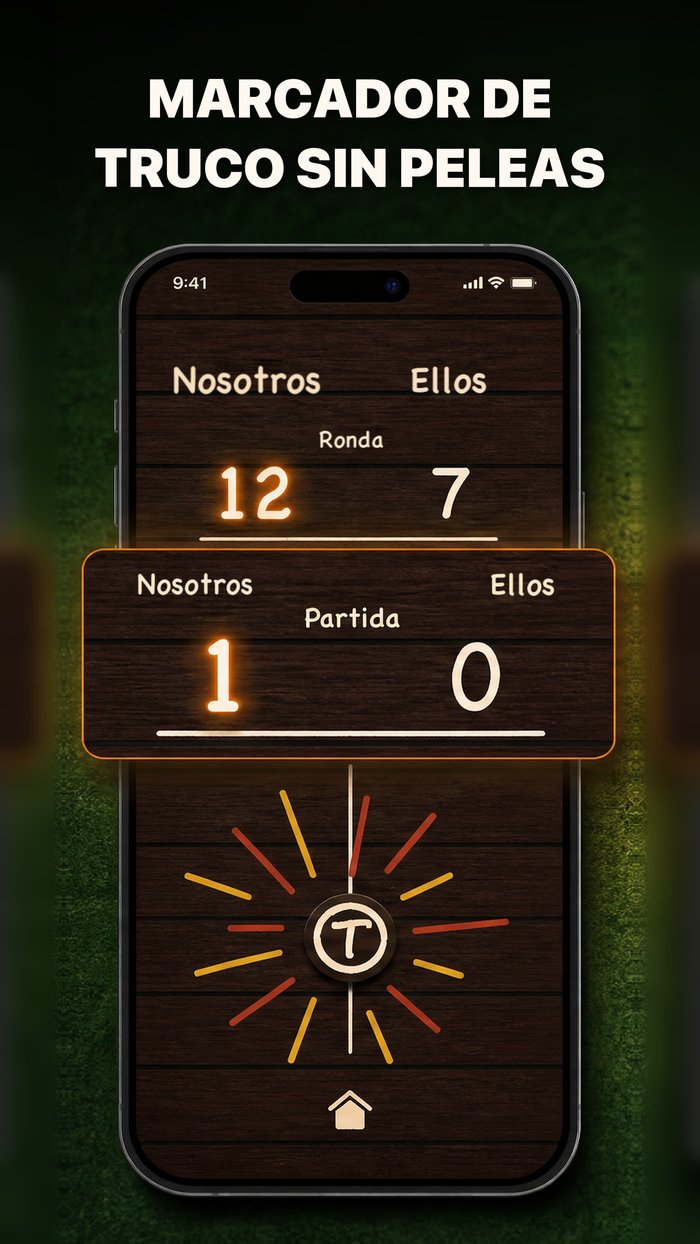 MARCADOR DE
TRUCO SIN PELEAS
9:41
Nosotros Ellos
Ronda
12 7
Nosotros Ellos
Partida
1 0
T